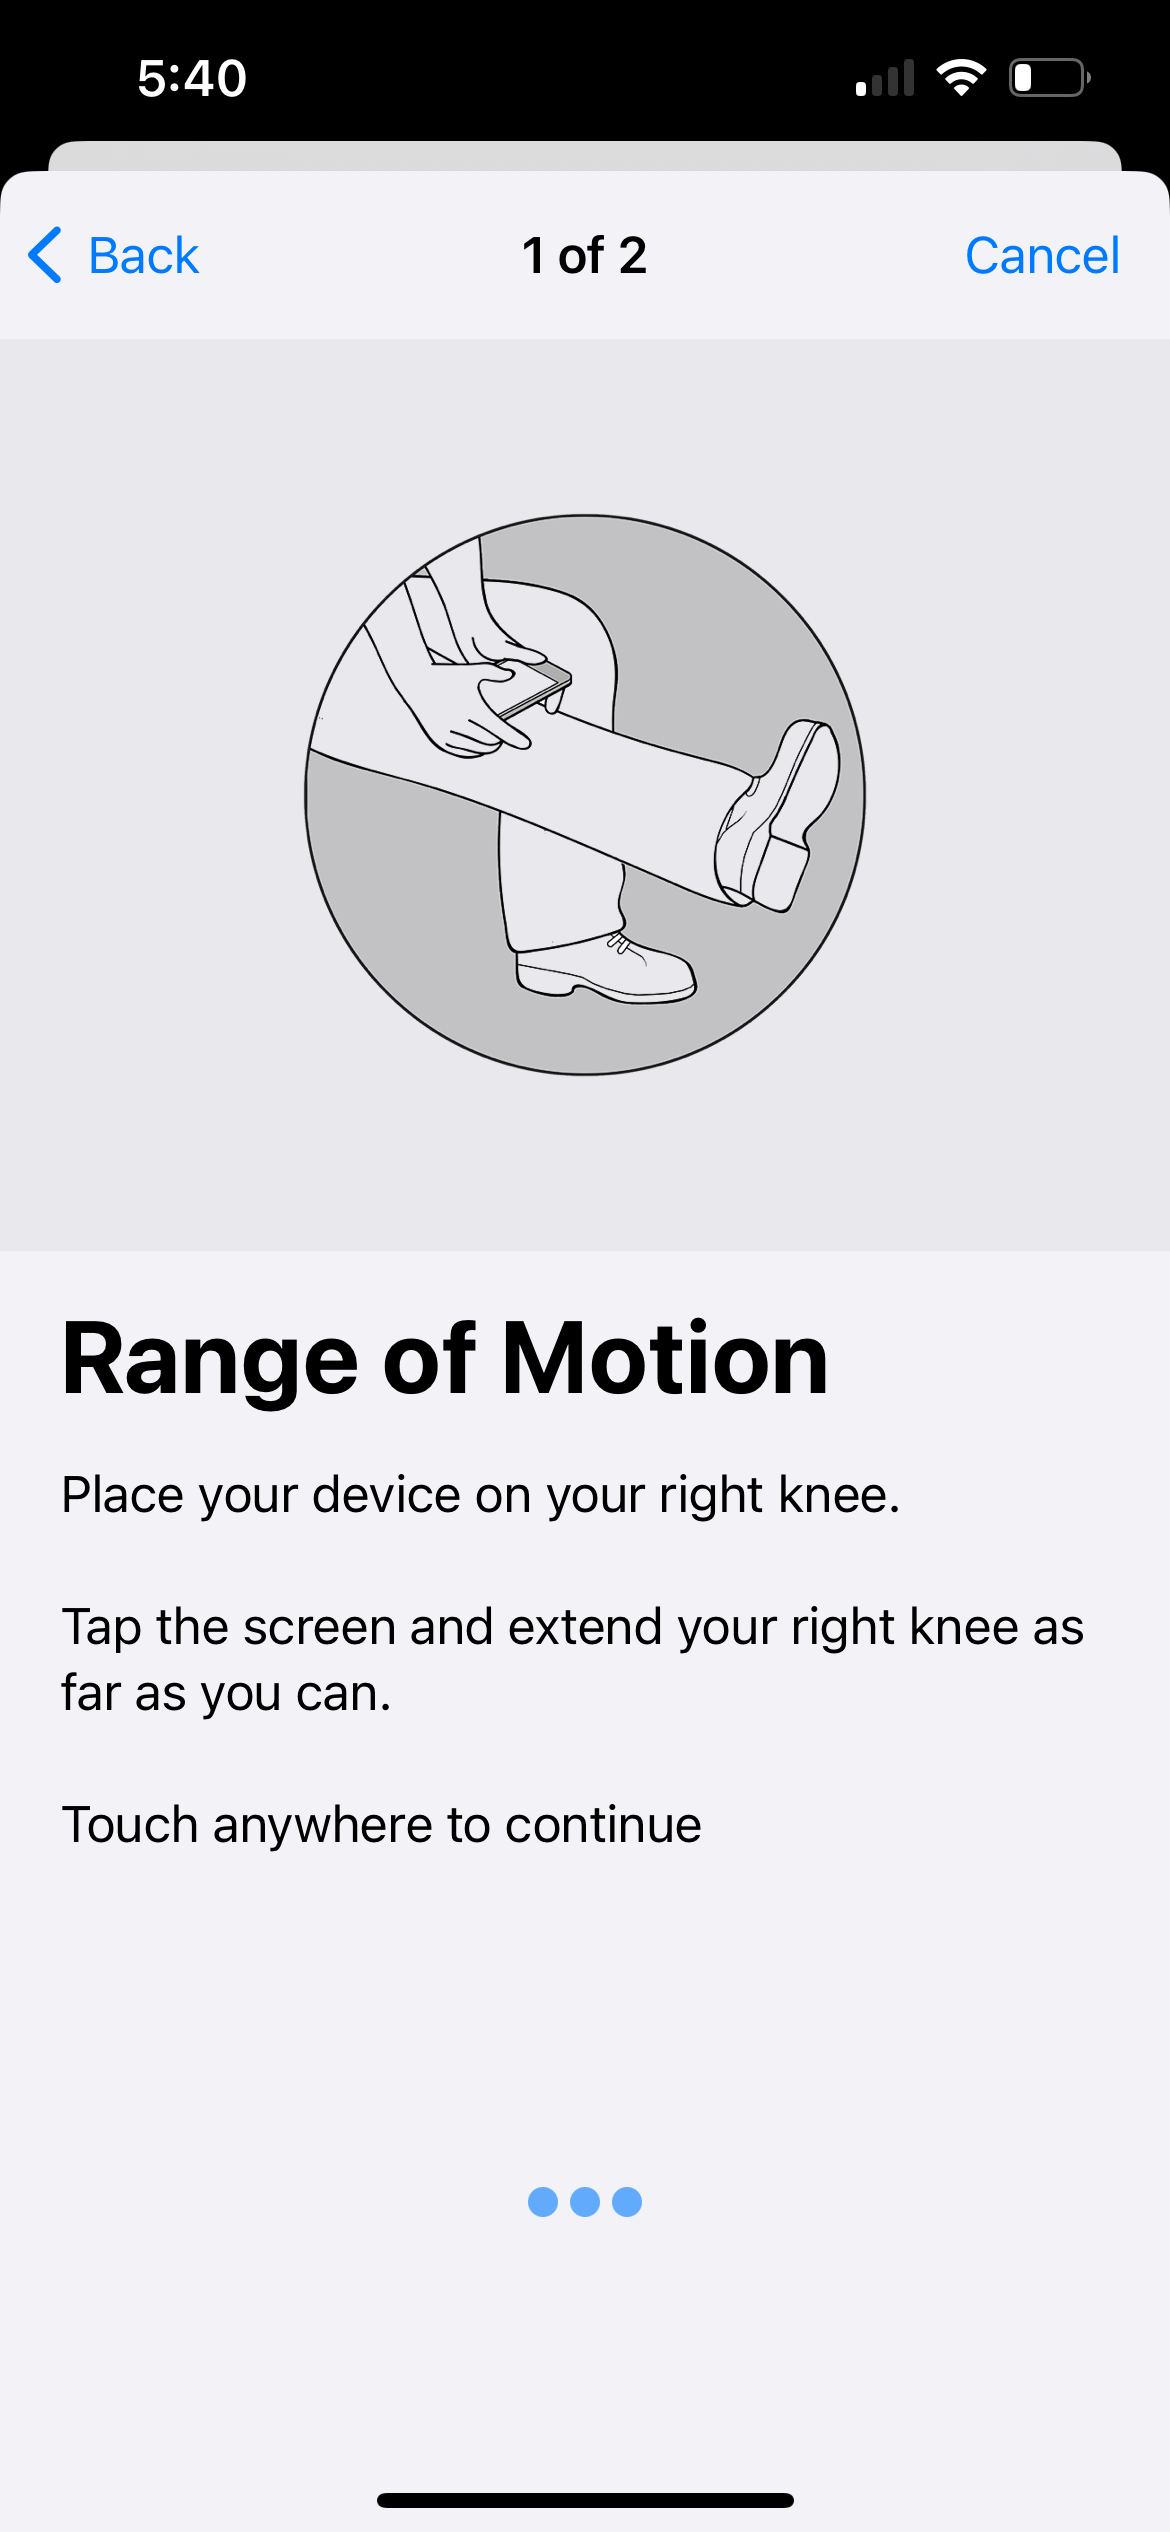 5:40
Back
1 of 2
Cancel
Range of Motion
Place your device on your right knee.
Tap the screen and extend your right knee as
far as you can.
Touch anywhere to continue